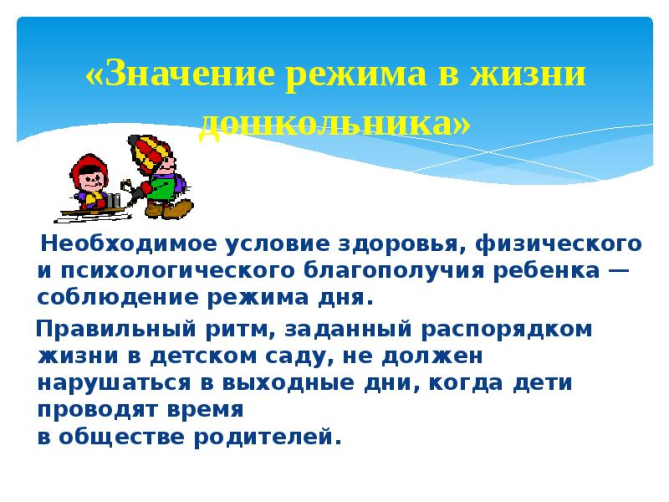 «Значение режима в жизни
дошкольника»
Необходимое условие здоровья, физического
и психологического благополучия ребенка —
соблюдение режима дня.
Правильный ритм, заданный распорядком
жизни в детском саду, не должен
нарушаться в выходные дни, когда дети
проводят время
в обществе родителей.